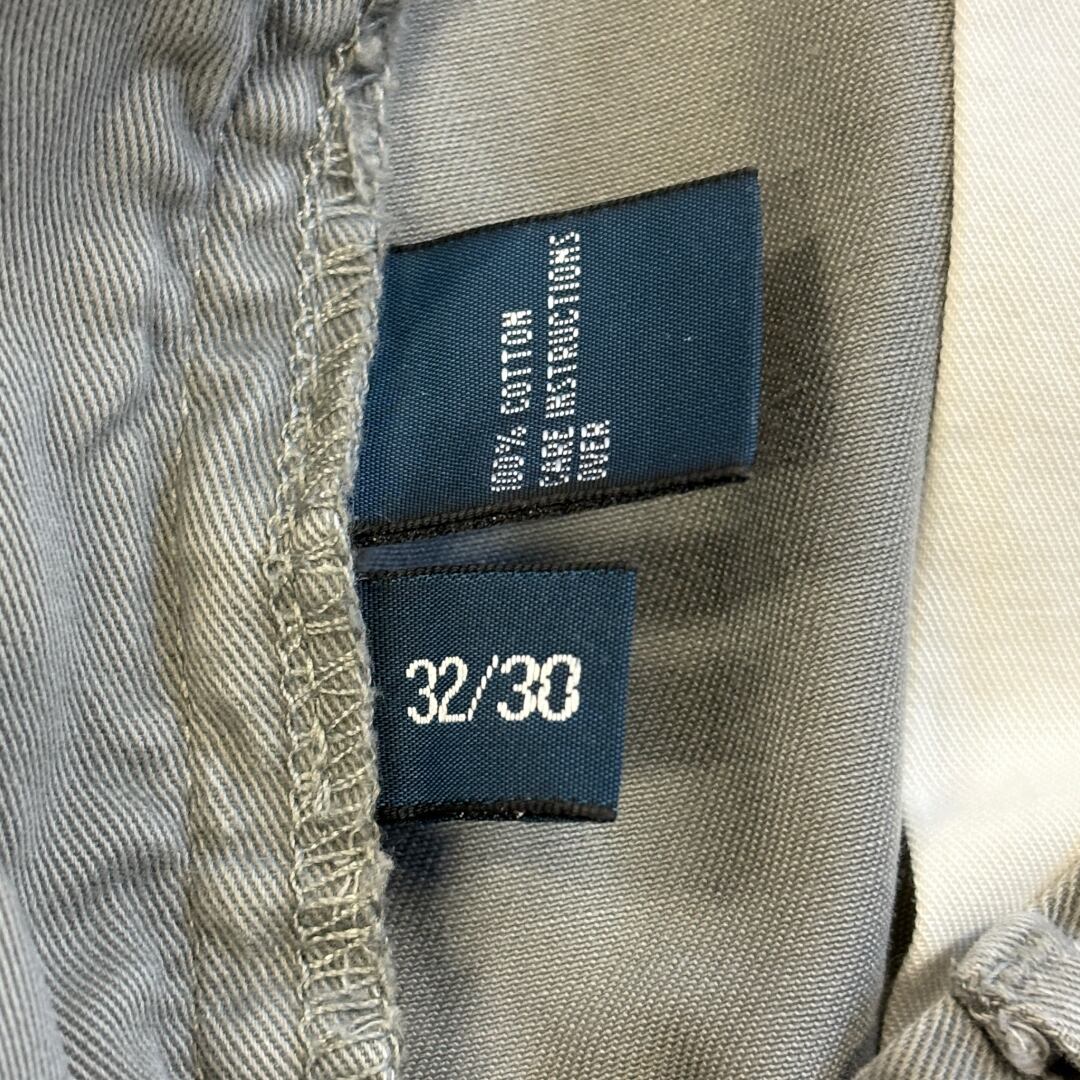 100% COTTON
CARE INSTRUCTIONS
OVER
32/30